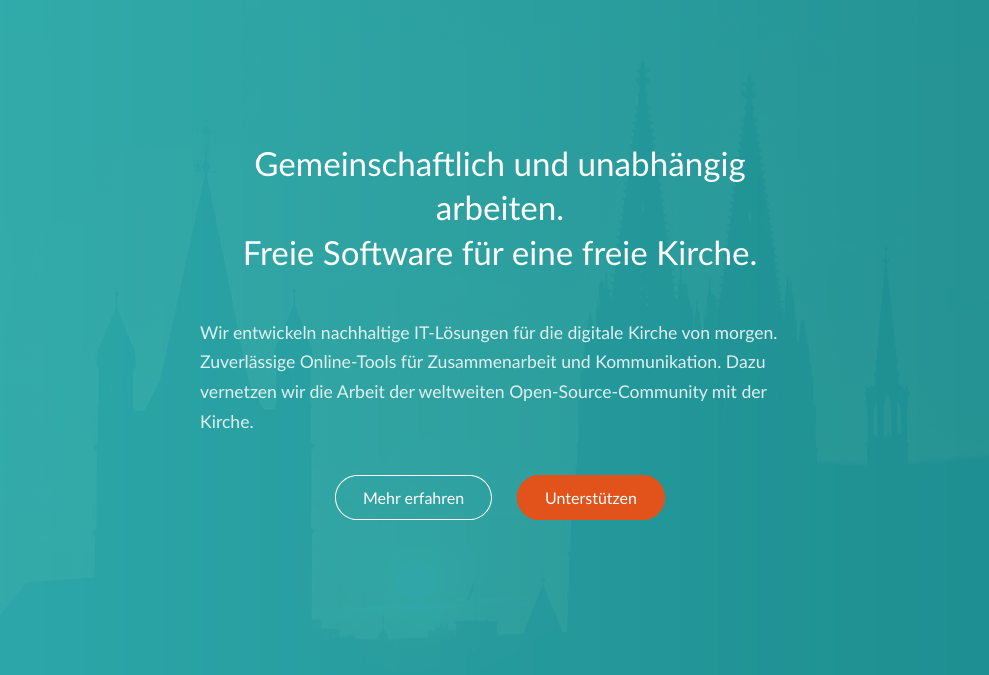 Gemeinschaftlich und unabhängig
arbeiten.
Freie Software für eine freie Kirche.
Wir entwickeln nachhaltige IT-Lösungen für die digitale Kirche von morgen.
Zuverlässige Online-Tools für Zusammenarbeit und Kommunikation. Dazu
vernetzen wir die Arbeit der weltweiten Open-Source-Community mit der
Kirche.
Mehr erfahren
Unterstützen